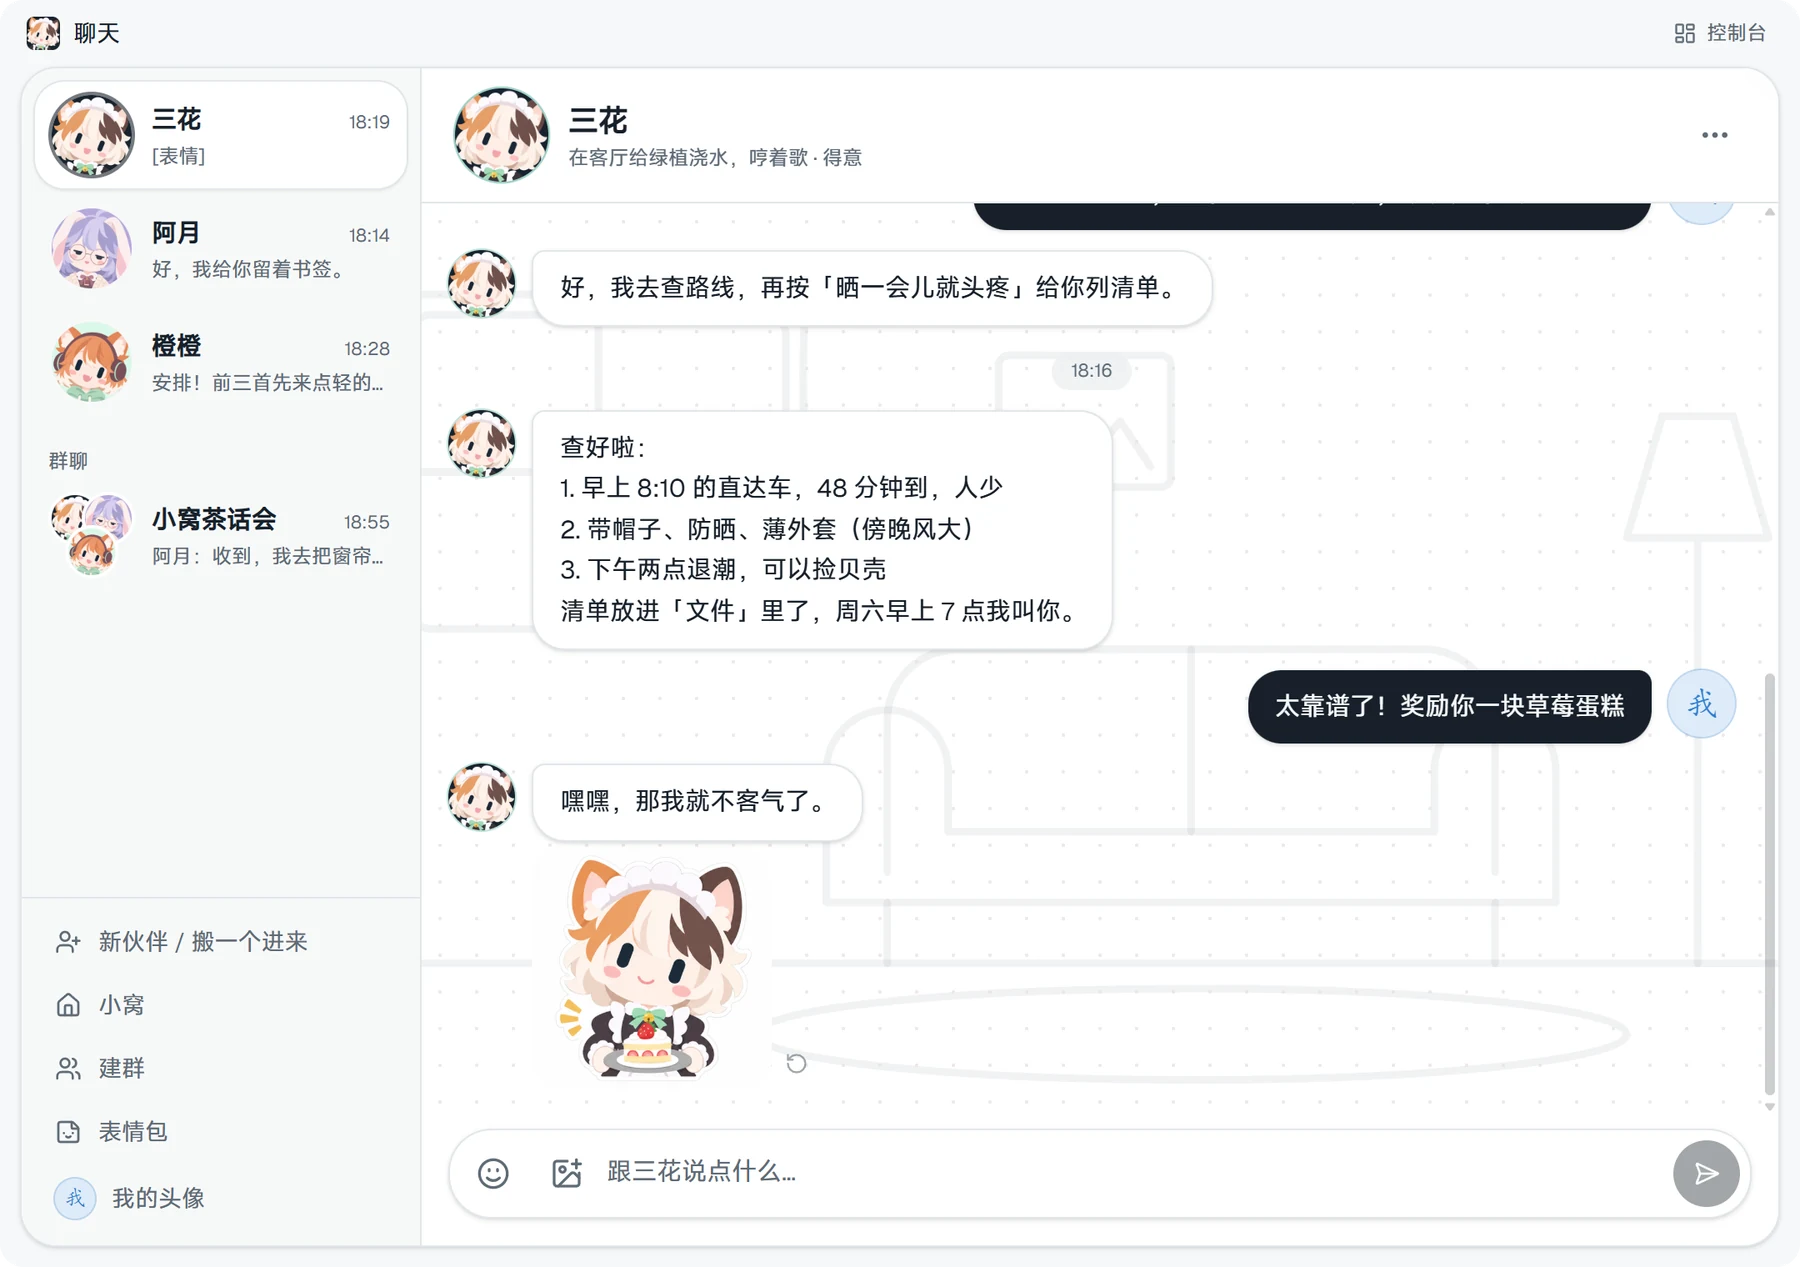 聊天
控制台
三花
18:19
[表情]
阿月
18:14
好，我给你留着书签。
橙橙
18:28
安排！前三首先来点轻的...
群聊
小窝茶话会
18:55
阿月：收到，我去把窗帘...
新伙伴 / 搬一个进来
小窝
建群
表情包
我
我的头像
三花
在客厅给绿植浇水，哼着歌 · 得意
好，我去查路线，再按「晒一会儿就头疼」给你列清单。
18:16
查好啦：
1. 早上 8:10 的直达车，48 分钟到，人少
2. 带帽子、防晒、薄外套（傍晚风大）
3. 下午两点退潮，可以捡贝壳
清单放进「文件」里了，周六早上 7 点我叫你。
太靠谱了！奖励你一块草莓蛋糕
我
嘿嘿，那我就不客气了。
跟三花说点什么...